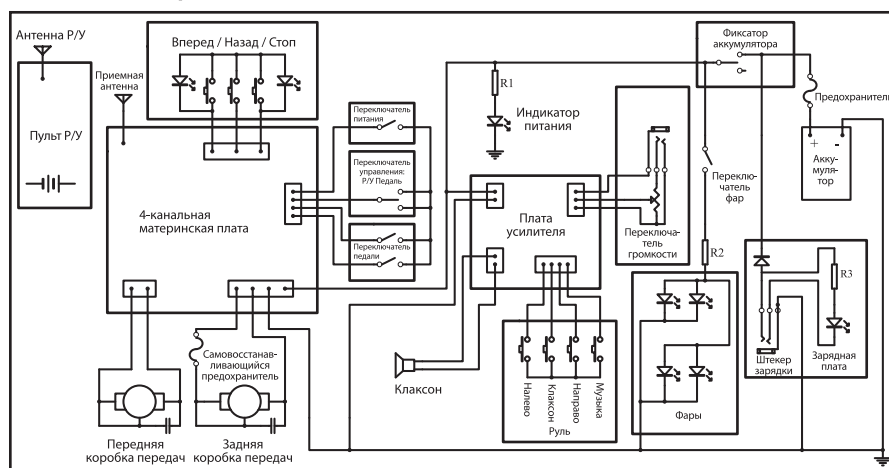 Антенна Р/У
Пульт Р/У
Приемная
антенна
Вперед / Назад / Стоп
4-канальная
материнская плата
Переключатель
питания
Переключатель
управления:
Р/У Педаль
Переключатель
педали
R1
Индикатор
питания
Плата
усилителя
Переключа-
тель
громкости
Фиксатор
аккумулятора
Предохранитель
+ -
Акку-
муля-
тор
Переклю-
чатель
фар
R2
R3
Штекер
зарядки
Зарядная
плата
Фары
Клаксон
Налево
Клаксон
Направо
Музыка
Руль
Самовосстанав-
ливающийся
предохранитель
Передняя
коробка передач
Задняя
коробка передач